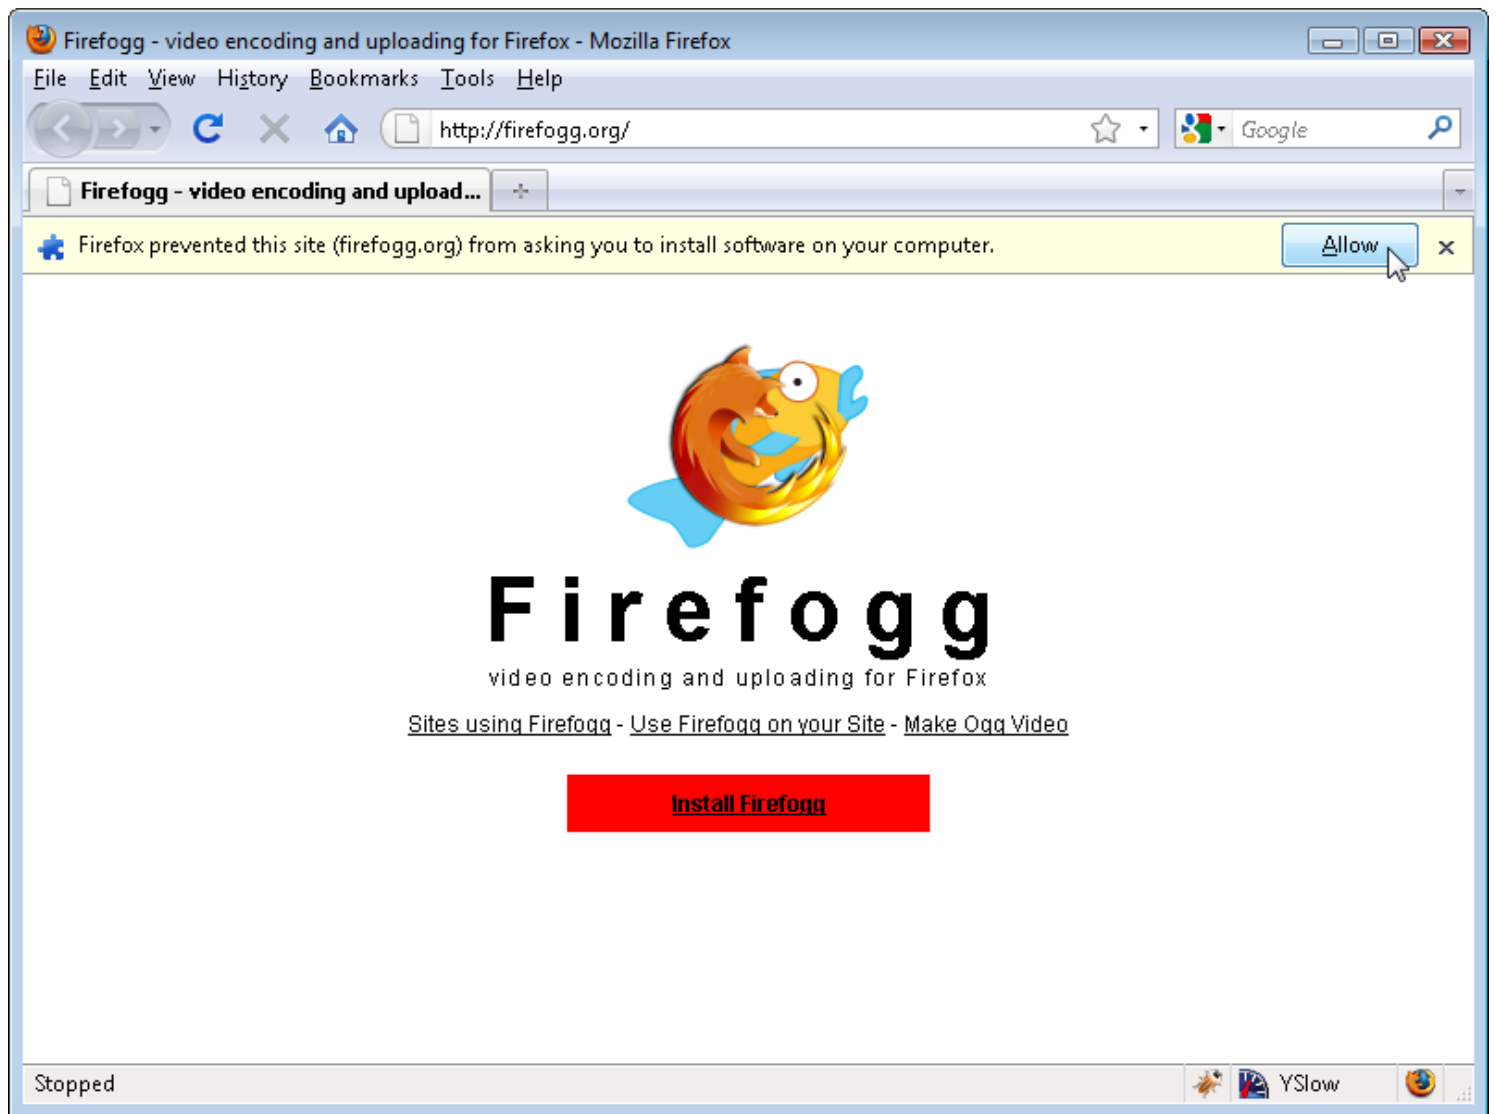 Firefogg - video encoding and uploading for Firefox - Mozilla Firefox
File Edit View History Bookmarks Tools Help
http://firefogg.org/ Google
Firefogg - video encoding and upload...
Firefox prevented this site (firefogg.org) from asking you to install software on your computer. Allow
Firefogg
video encoding and uploading for Firefox
Sites using Firefogg - Use Firefogg on your Site - Make Ogg Video
Install Firefogg
Stopped YSlow